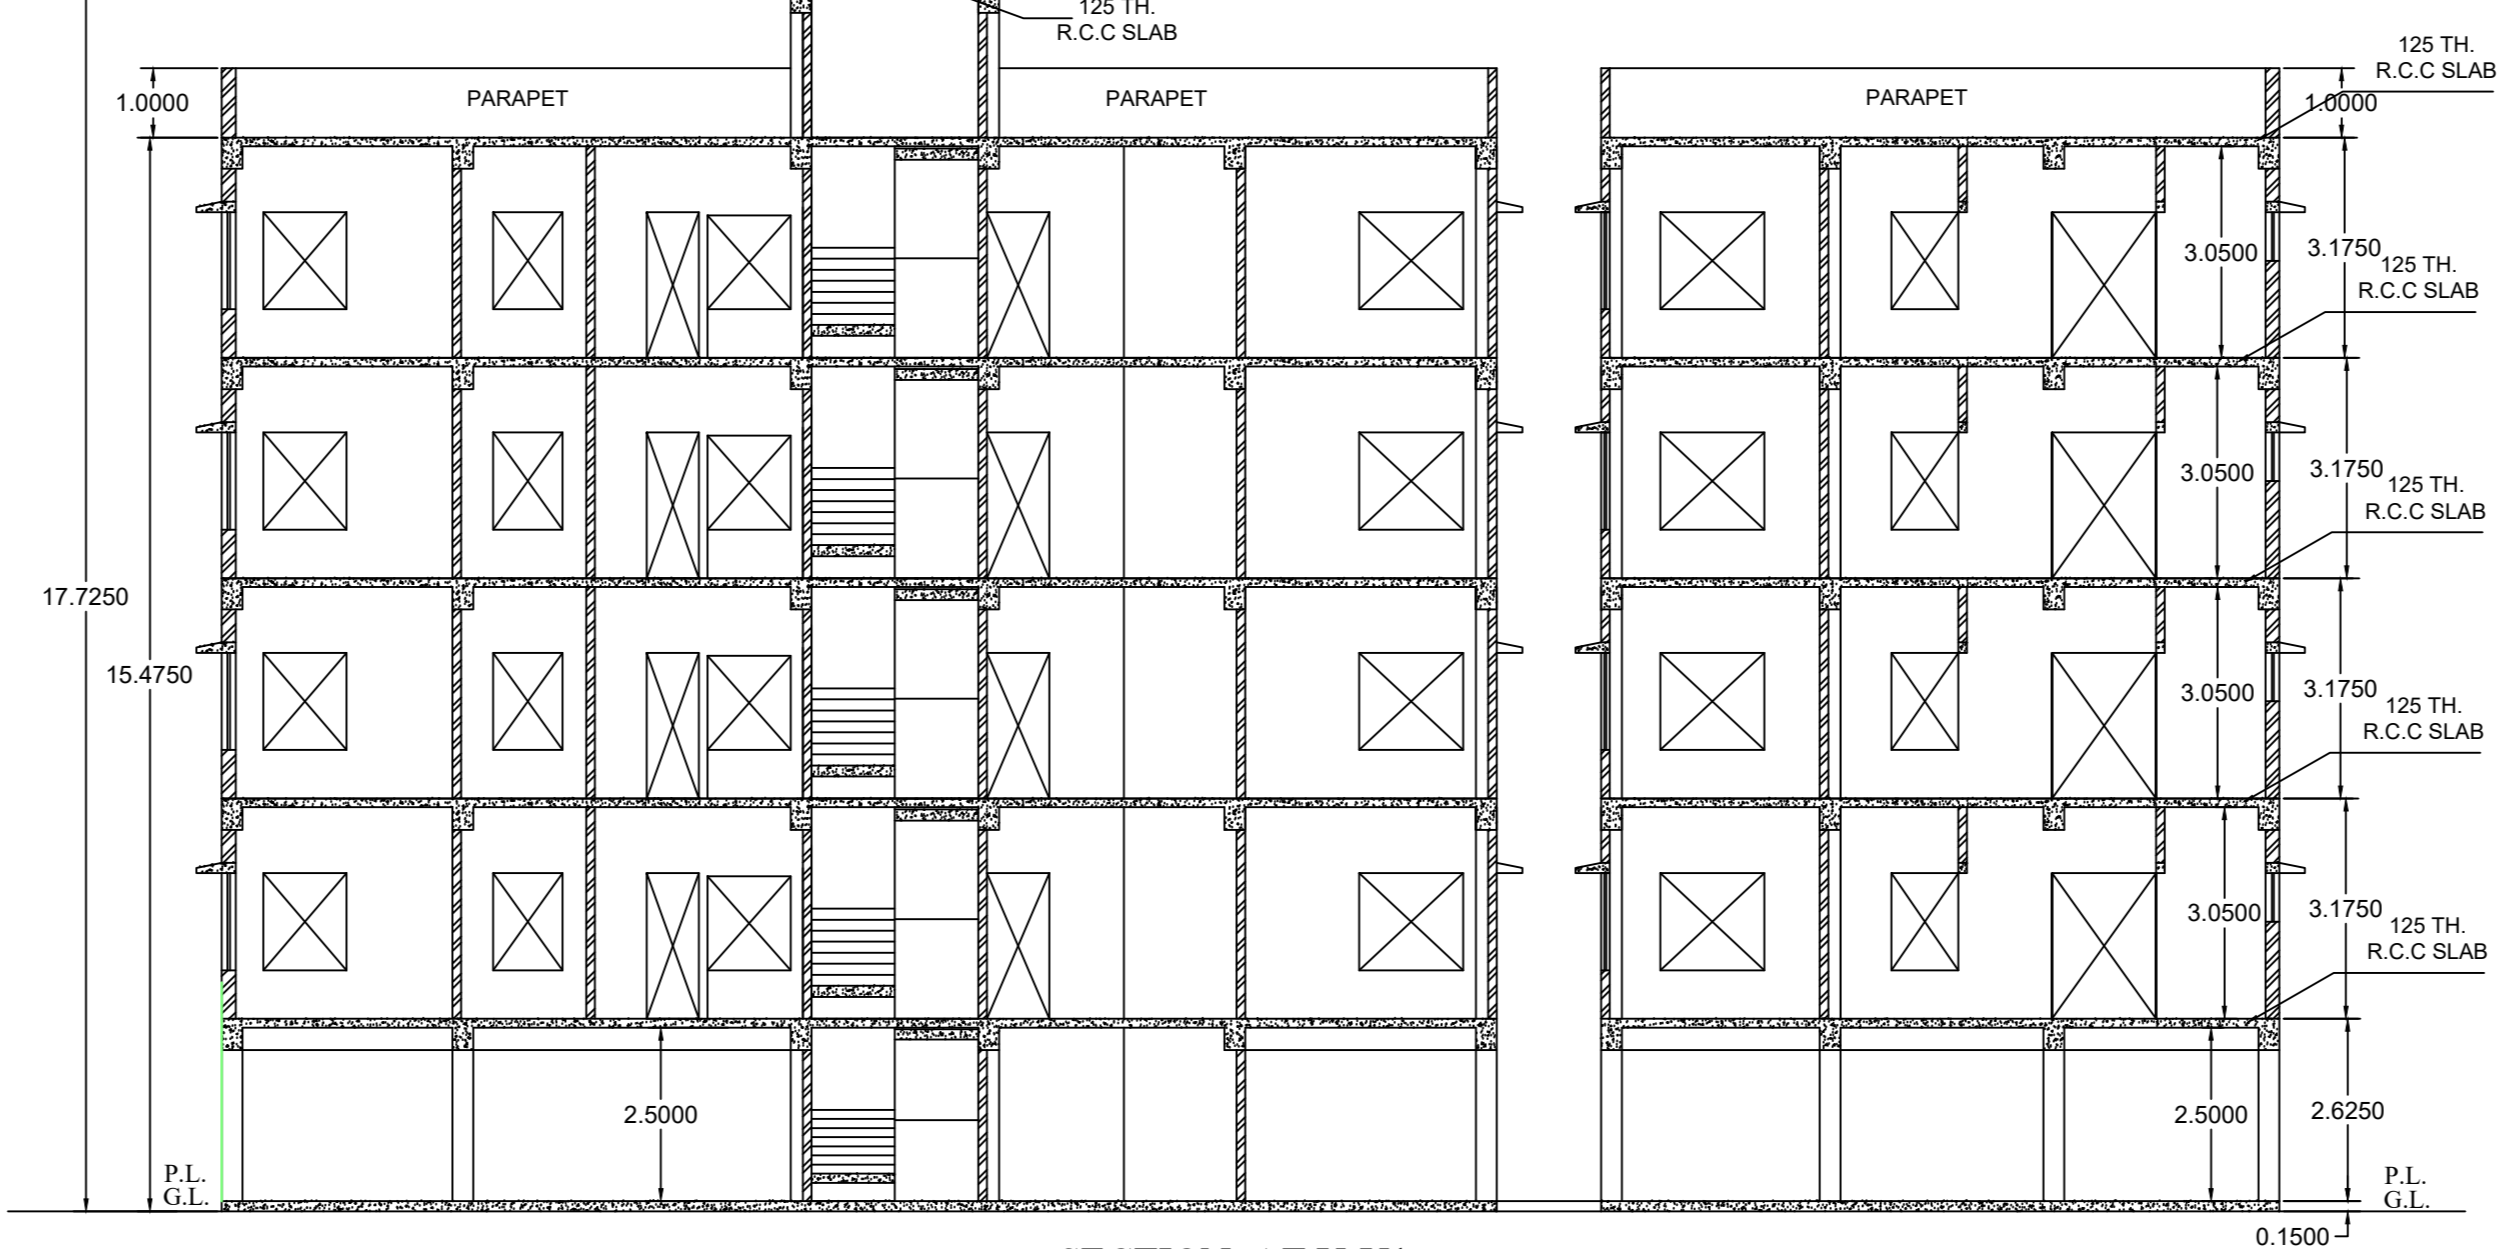 125 TH.
R.C.C SLAB
125 TH.
R.C.C SLAB
1.0000
PARAPET
PARAPET
PARAPET
1.0000
3.0500
3.1750
125 TH.
R.C.C SLAB
3.0500
3.1750
125 TH.
R.C.C SLAB
17.7250
15.4750
3.0500
3.1750
125 TH.
R.C.C SLAB
3.0500
3.1750
125 TH.
R.C.C SLAB
2.5000
2.5000
2.6250
P.L.
G.L.
P.L.
G.L.
0.1500